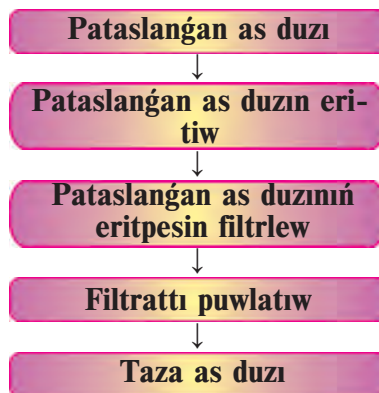 Pataslanǵan as duzı
↓
Pataslanǵan as duzın eri-
tiw
↓
Pataslanǵan as duzınıń
eritpesin filtrlew
↓
Filtrattı puwlatıw
↓
Taza as duzı